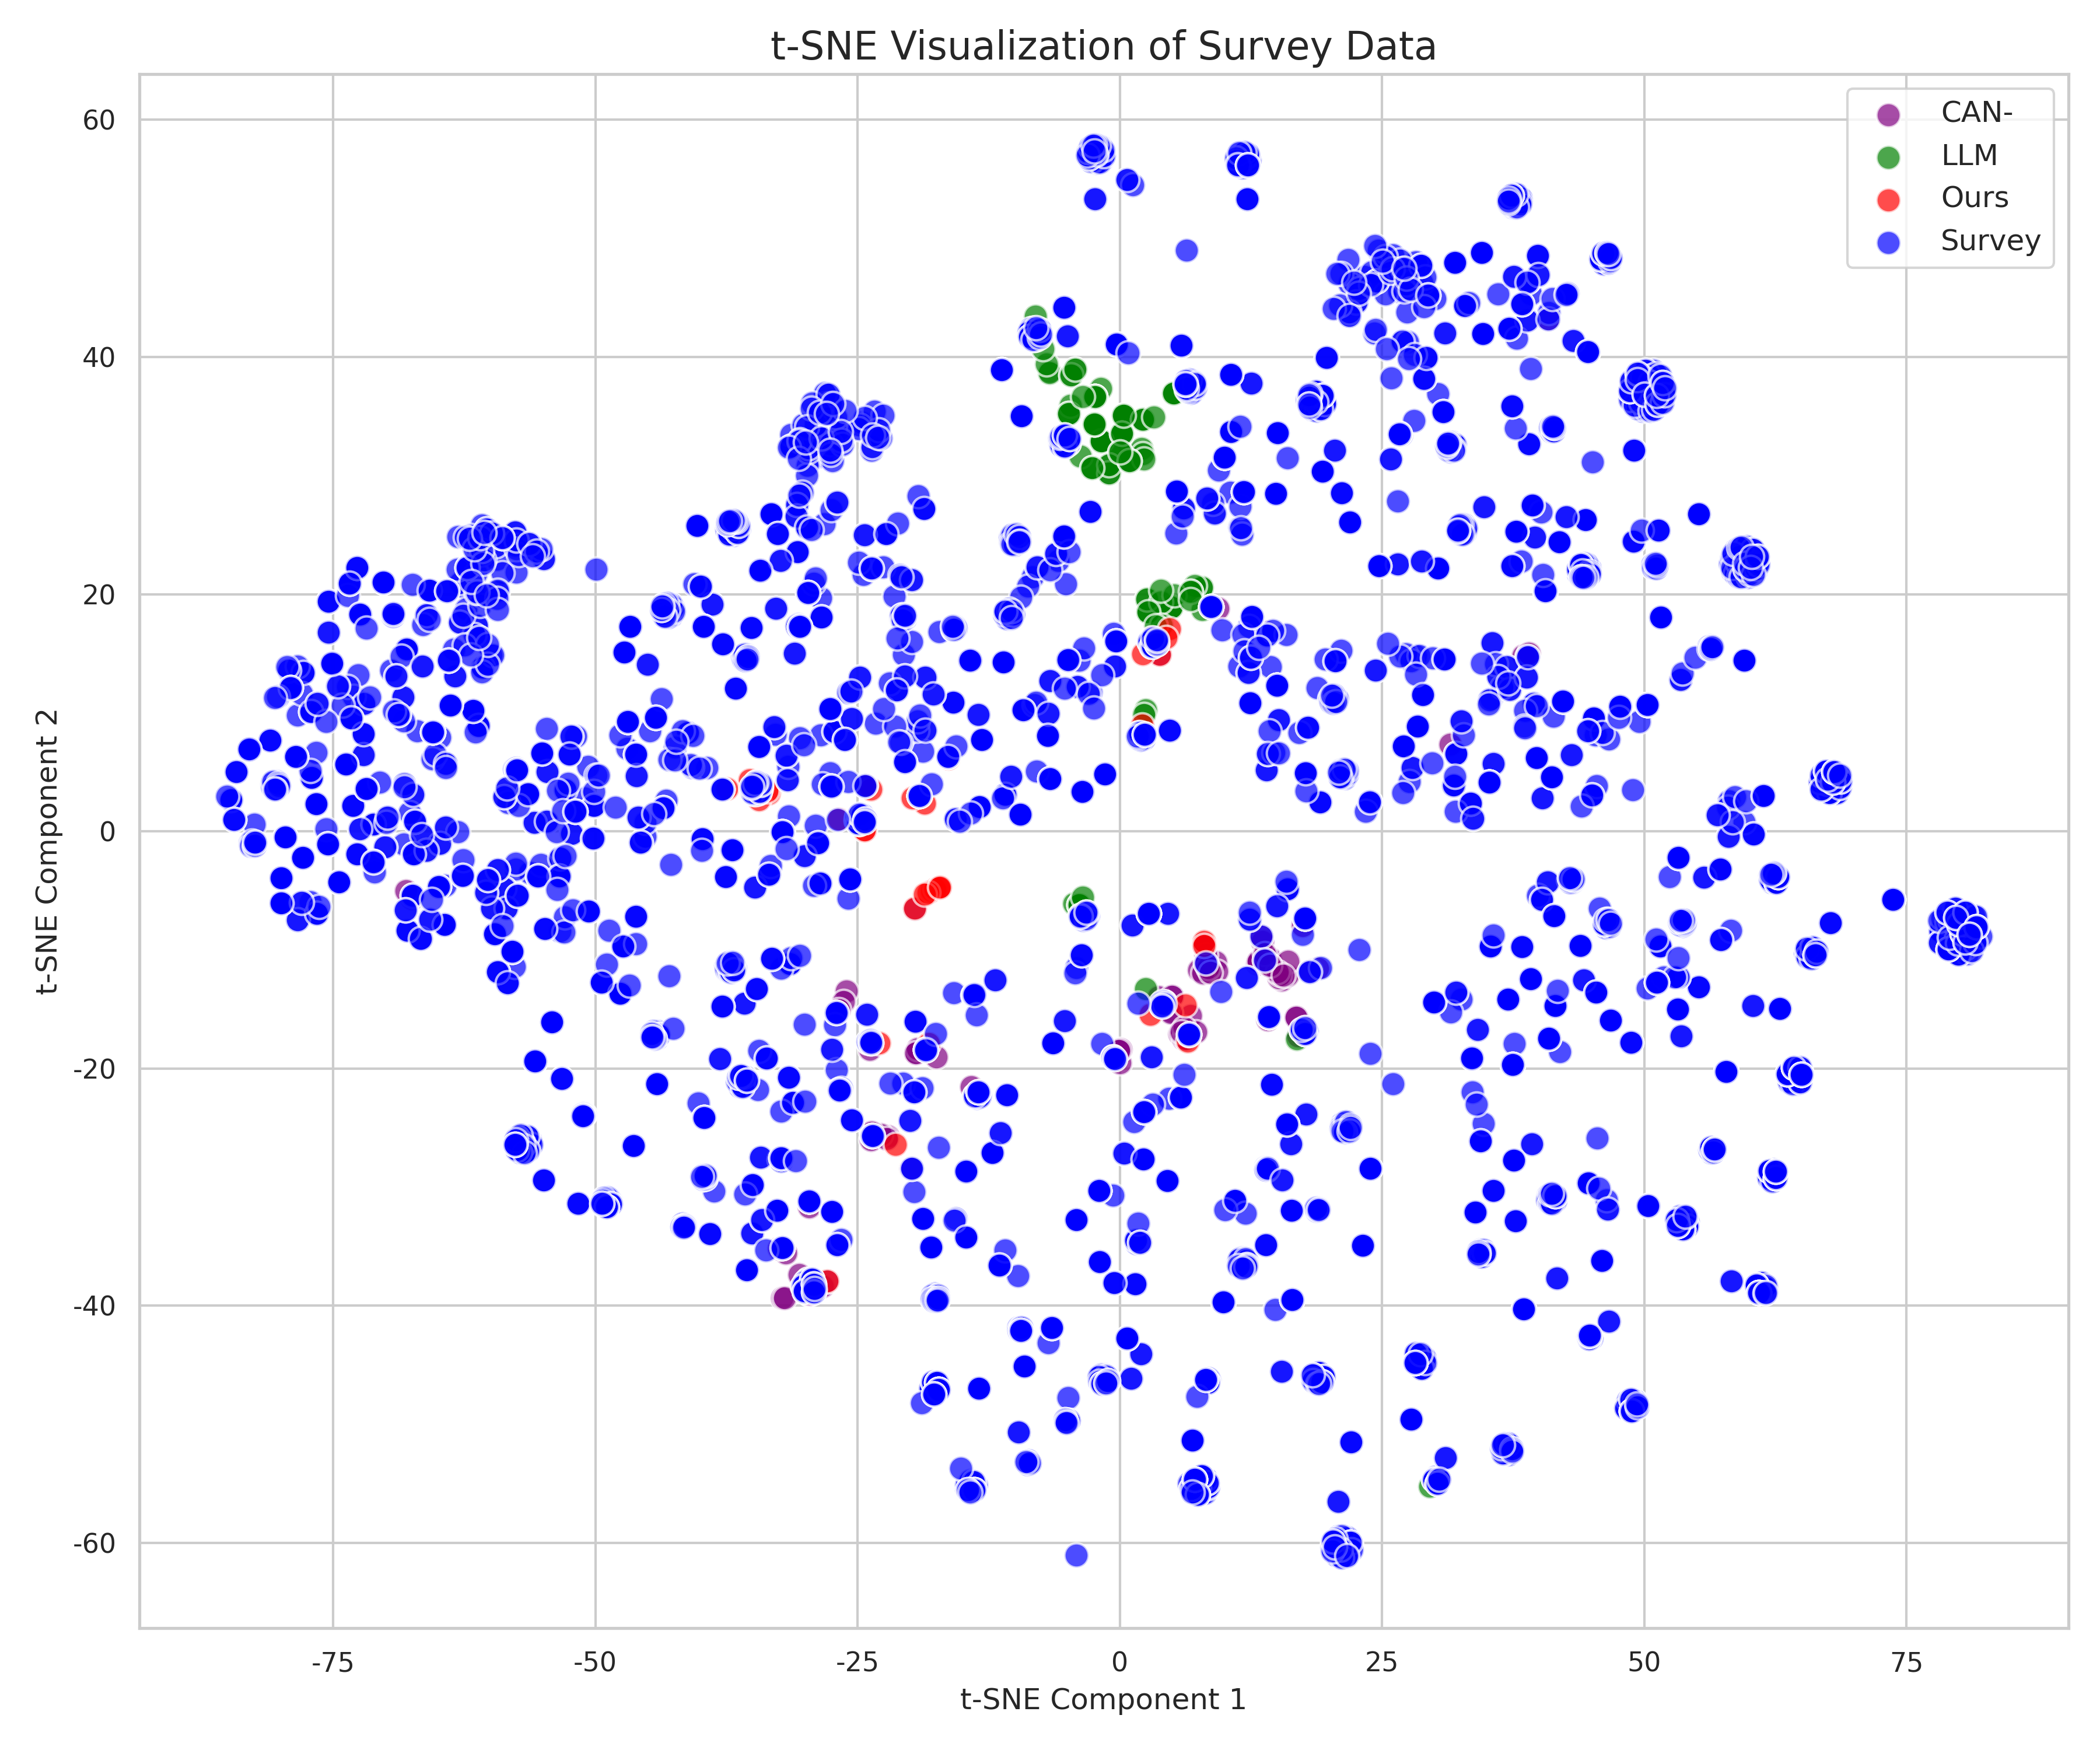 t-SNE Visualization of Survey Data
CAN-
LLM
Ours
Survey
60
40
20
0
-20
-40
-60
t-SNE Component 2
-75
-50
-25
0
25
50
75
t-SNE Component 1